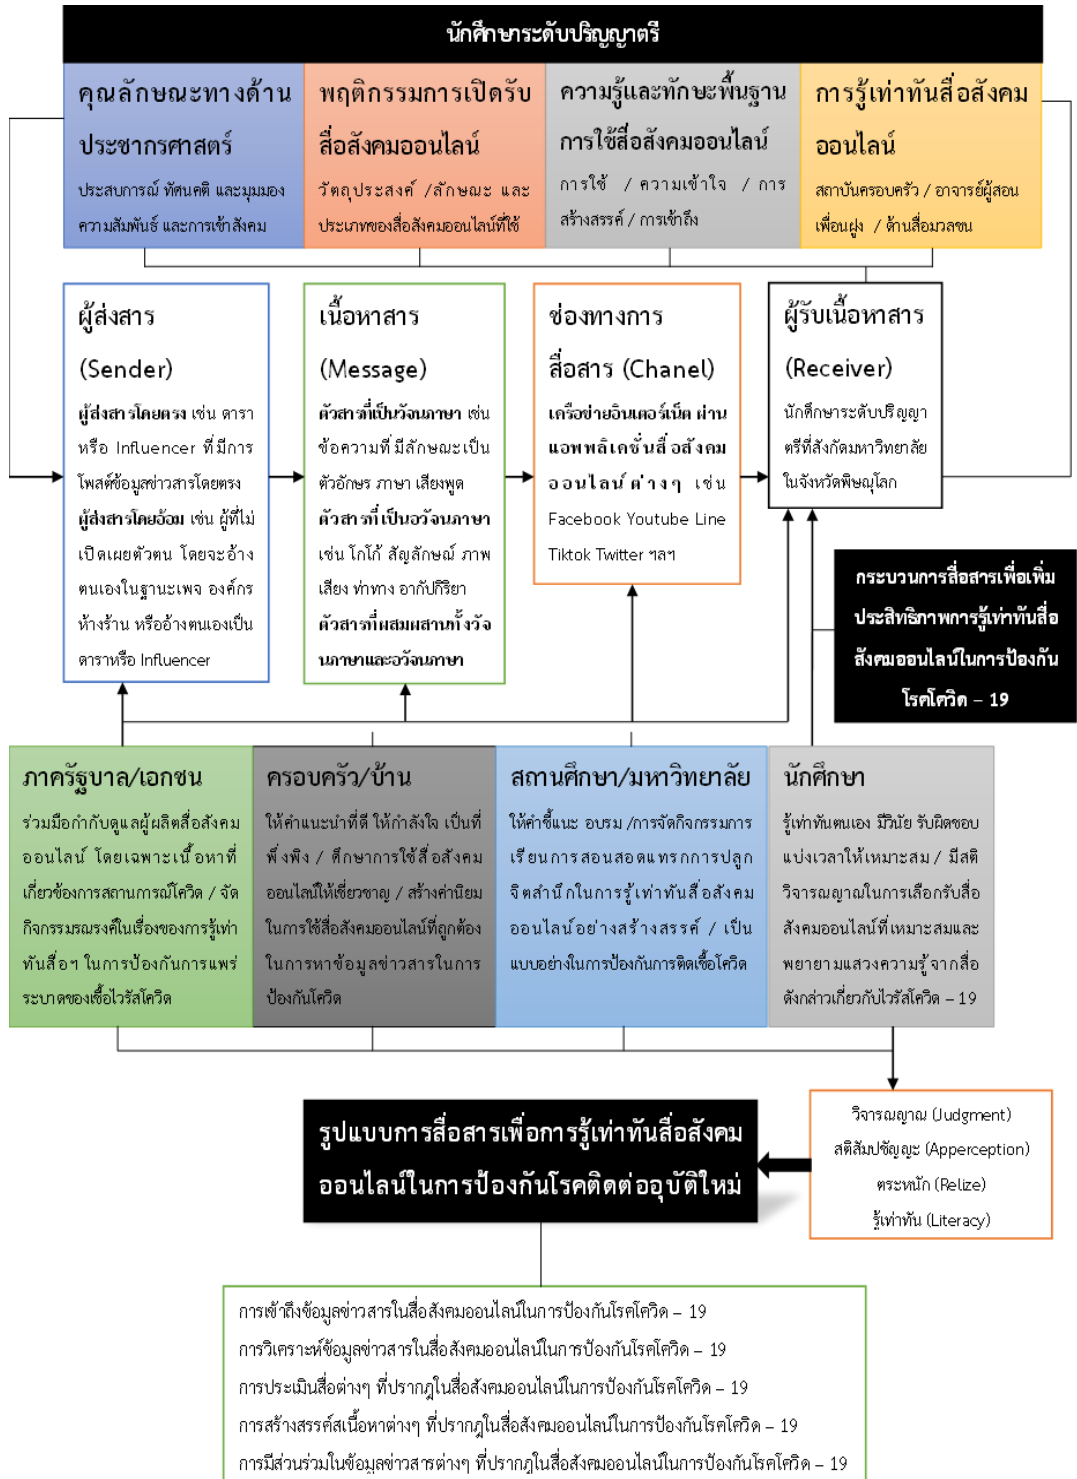 นักศึกษาระดับปริญญาตรี
คุณลักษณะทางด้าน
ประชากรศาสตร์
ประสบการณ์ ทัศนคติ และมุมมอง
ความสัมพันธ์ และการเข้าสังคม
พฤติกรรมการเปิดรับ
สื่อสังคมออนไลน์
วัตถุประสงค์ /ลักษณะ และ
ประเภทของสื่อสังคมออนไลน์ที่ใช้
ความรู้และทักษะพื้นฐาน
การใช้สื่อสังคมออนไลน์
การใช้ / ความเข้าใจ / การ
สร้างสรรค์ / การเข้าถึง
การรู้เท่าทันสื่อสังคม
ออนไลน์
สถาบันครอบครัว / อาจารย์ผู้สอน
เพื่อนฝูง / ด้านสื่อมวลชน
ผู้ส่งสาร
(Sender)
ผู้ส่งสารโดยตรง เช่น ดารา
หรือ Influencer ที่มีการ
โพสต์ข้อมูลข่าวสารโดยตรง
ผู้ส่งสารโดยอ้อม เช่น ผู้ที่ไม่
เปิดเผยตัวตน โดยจะอ้าง
ตนเองในฐานะเพจ องค์กร
ห้างร้าน หรืออ้างตนเองเป็น
ดาราหรือ Influencer
เนื้อหาสาร
(Message)
ตัวสารที่เป็นวัจนภาษา เช่น
ข้อความที่มีลักษณะเป็น
ตัวอักษร ภาษา เสียงพูด
ตัวสารที่เป็นอวัจนภาษา
เช่น โกโก้ สัญลักษณ์ ภาพ
เสียง ท่าทาง อากัปกิริยา
ตัวสารที่ผสมผสานทั้งวัจ
นภาษาและอวัจนภาษา
ช่องทางการ
สื่อสาร (Chanel)
เครือข่ายอินเตอร์เน็ต ผ่าน
แอพพลิเคชั่นสื่อสังคม
ออนไลน์ต่างๆ เช่น
Facebook Youtube Line
Tiktok Twitter ฯลฯ
ผู้รับเนื้อหาสาร
(Receiver)
นักศึกษาระดับปริญญา
ตรีที่สังกัดมหาวิทยาลัย
ในจังหวัดพิษณุโลก
กระบวนการสื่อสารเพื่อเพิ่ม
ประสิทธิภาพการรู้เท่าทันสื่อ
สังคมออนไลน์ในการป้องกัน
โรคโควิด – 19
ภาครัฐบาล/เอกชน
ร่วมมือกำกับดูแลผู้ผลิตสื่อสังคม
ออนไลน์ โดยเฉพาะเนื้อหาที่
เกี่ยวข้องการสถานการณ์โควิด / จัด
กิจกรรมรณรงค์ในเรื่องของการรู้เท่า
ทันสื่อฯ ในการป้องกันการแพร่
ระบาดของเชื้อไวรัสโควิด
ครอบครัว/บ้าน
ให้คำแนะนำที่ดี ให้กำลังใจ เป็นที่
พึ่งพิง / ศึกษาการใช้สื่อสังคม
ออนไลน์ให้เชี่ยวชาญ / สร้างค่านิยม
ในการใช้สื่อสังคมออนไลน์ที่ถูกต้อง
ในการหาข้อมูลข่าวสารในการ
ป้องกันโควิด
สถานศึกษา/มหาวิทยาลัย
ให้คำชี้แนะ อบรม /การจัดกิจกรรมการ
เรียนการสอนสอดแทรกการปลูก
จิตสำนึกในการรู้เท่าทันสื่อสังคม
ออนไลน์อย่างสร้างสรรค์ / เป็น
แบบอย่างในการป้องกันการติดเชื้อโควิด
นักศึกษา
รู้เท่าทันตนเอง มีวินัย รับผิดชอบ
แบ่งเวลาให้เหมาะสม / มีสติ
วิจารณญาณในการเลือกรับสื่อ
สังคมออนไลน์ที่เหมาะสมและ
พยายามแสวงความรู้จากสื่อ
ดังกล่าวเกี่ยวกับไวรัสโควิด – 19
วิจารณญาณ (Judgment)
สติสัมปชัญญะ (Apperception)
ตระหนัก (Relize)
รู้เท่าทัน (Literacy)
รูปแบบการสื่อสารเพื่อการรู้เท่าทันสื่อสังคม
ออนไลน์ในการป้องกันโรคติดต่ออุบัติใหม่
การเข้าถึงข้อมูลข่าวสารในสื่อสังคมออนไลน์ในการป้องกันโรคโควิด – 19
การวิเคราะห์ข้อมูลข่าวสารในสื่อสังคมออนไลน์ในการป้องกันโรคโควิด – 19
การประเมินสื่อต่างๆ ที่ปรากฏในสื่อสังคมออนไลน์ในการป้องกันโรคโควิด – 19
การสร้างสรรค์สเนื้อหาต่างๆ ที่ปรากฏในสื่อสังคมออนไลน์ในการป้องกันโรคโควิด – 19
การมีส่วนร่วมในข้อมูลข่าวสารต่างๆ ที่ปรากฏในสื่อสังคมออนไลน์ในการป้องกันโรคโควิด – 19